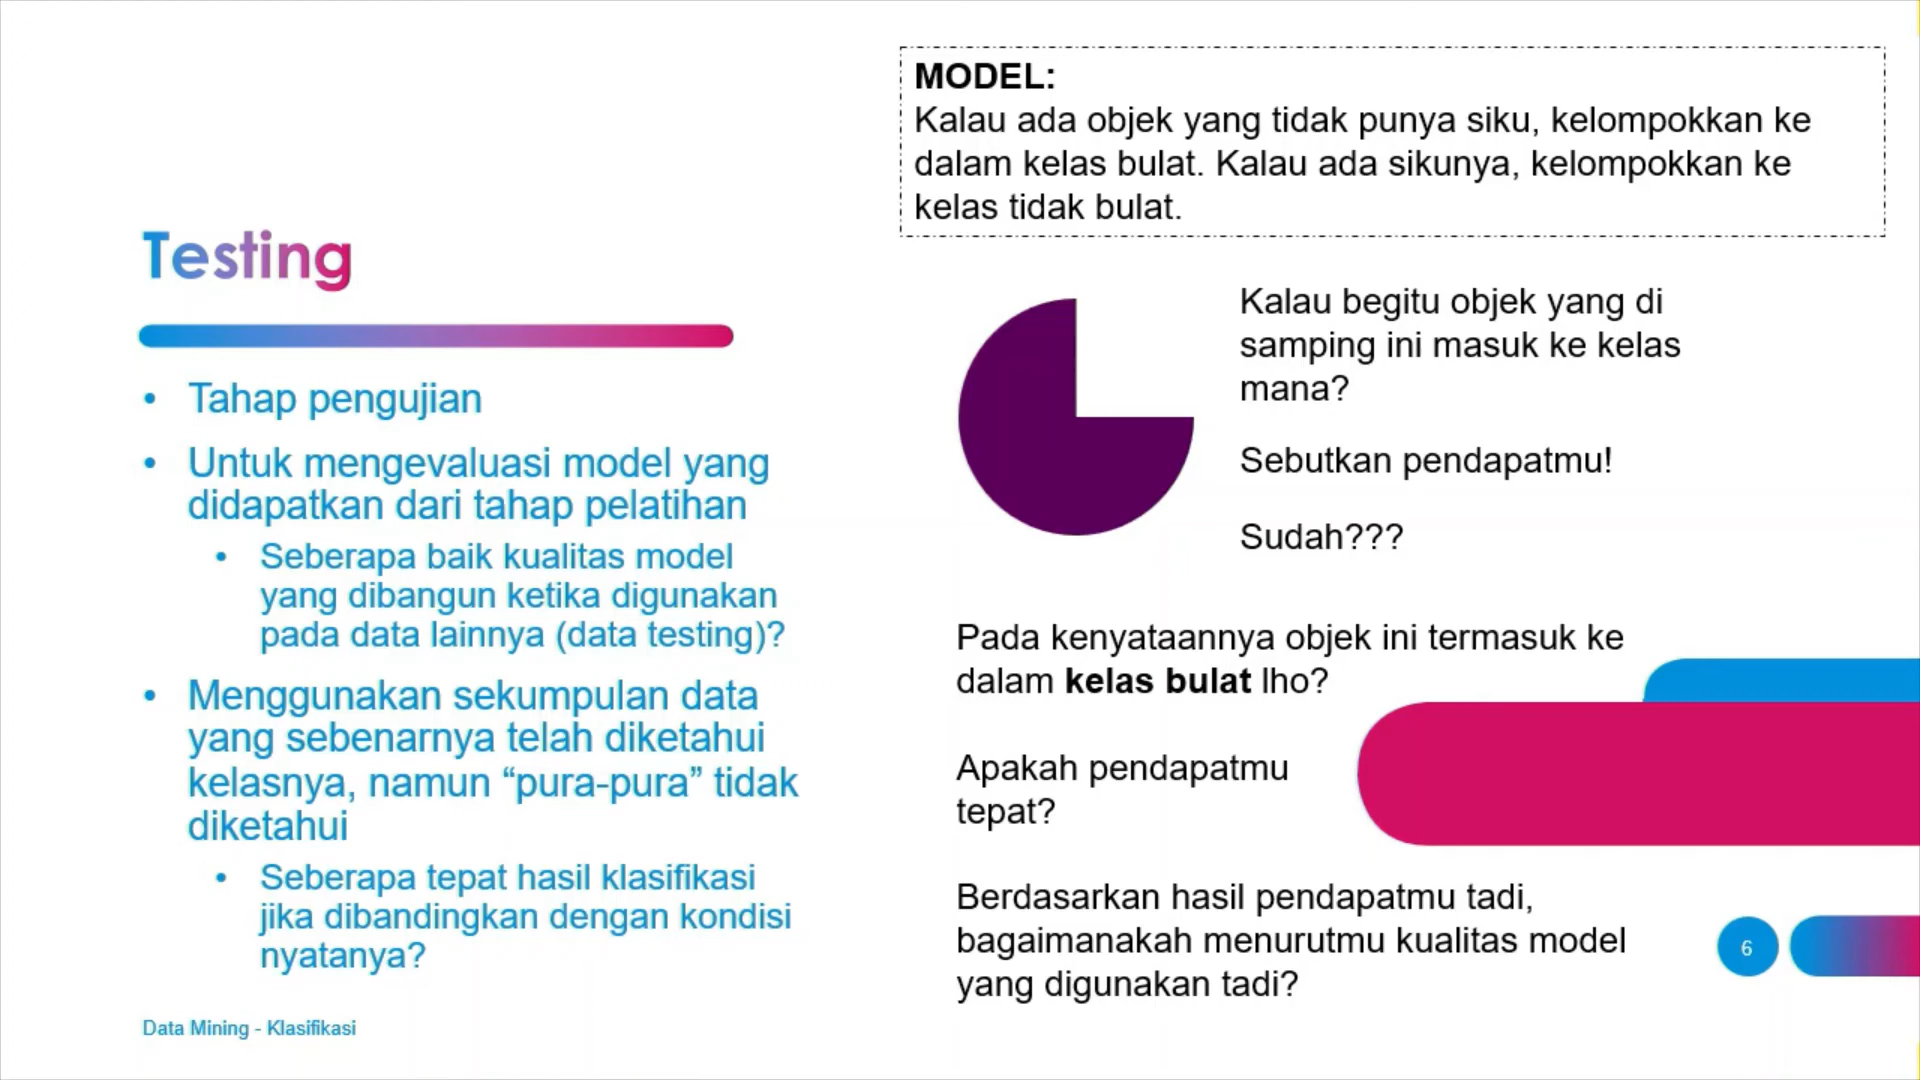 Testing
• Tahap pengujian
• Untuk mengevaluasi model yang
didapatkan dari tahap pelatihan
• Seberapa baik kualitas model
yang dibangun ketika digunakan
pada data lainnya (data testing)?
• Menggunakan sekumpulan data
yang sebenarnya telah diketahui
kelasnya, namun “pura-pura” tidak
diketahui
• Seberapa tepat hasil klasifikasi
jika dibandingkan dengan kondisi
nyatanya?
MODEL:
Kalau ada objek yang tidak punya siku, kelompokkan ke
dalam kelas bulat. Kalau ada sikunya, kelompokkan ke
kelas tidak bulat.
Kalau begitu objek yang di
samping ini masuk ke kelas
mana?
Sebutkan pendapatmu!
Sudah???
Pada kenyataannya objek ini termasuk ke
dalam kelas bulat lho?
Apakah pendapatmu
tepat?
Berdasarkan hasil pendapatmu tadi,
bagaimanakah menurutmu kualitas model
yang digunakan tadi?
6
Data Mining - Klasifikasi